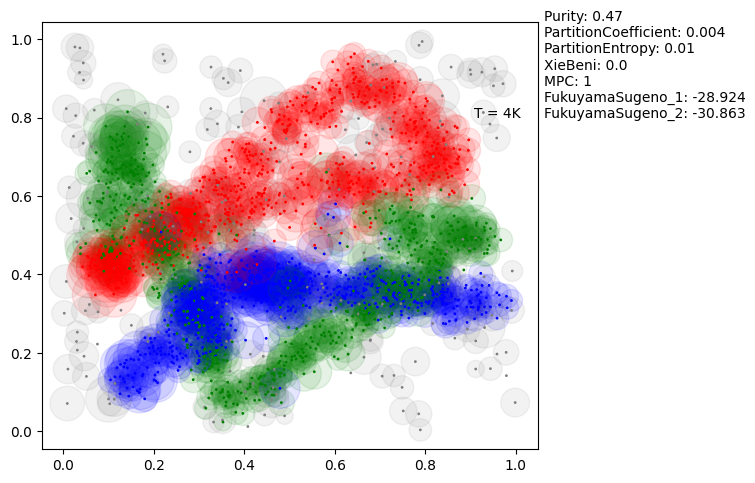 Purity: 0.47
PartitionCoefficient: 0.004
PartitionEntropy: 0.01
XieBeni: 0.0
MPC: 1
FukuyamaSugeno_1: -28.924
FukuyamaSugeno_2: -30.863
T = 4K
1.0
0.8
0.6
0.4
0.2
0.0
0.0 0.2 0.4 0.6 0.8 1.0